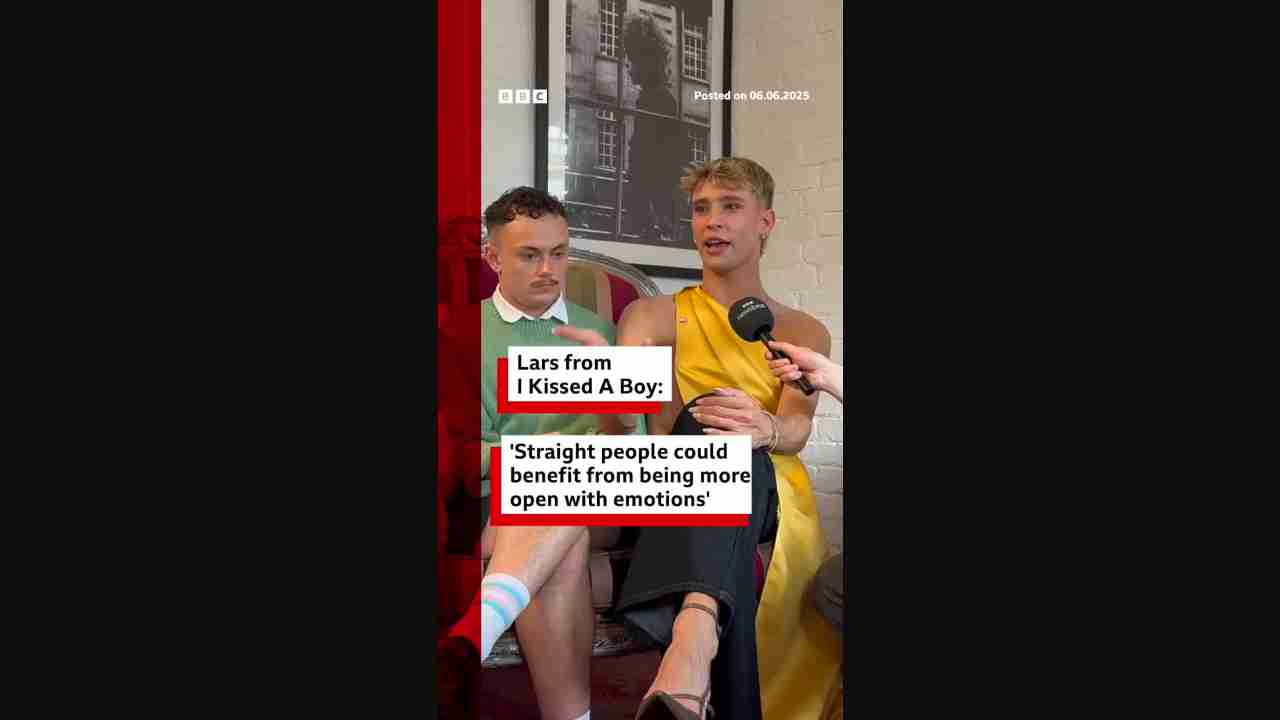 BBC
Posted on 06.06.2025
Lars from
I Kissed A Boy:
'Straight people could
benefit from being more
open with emotions'